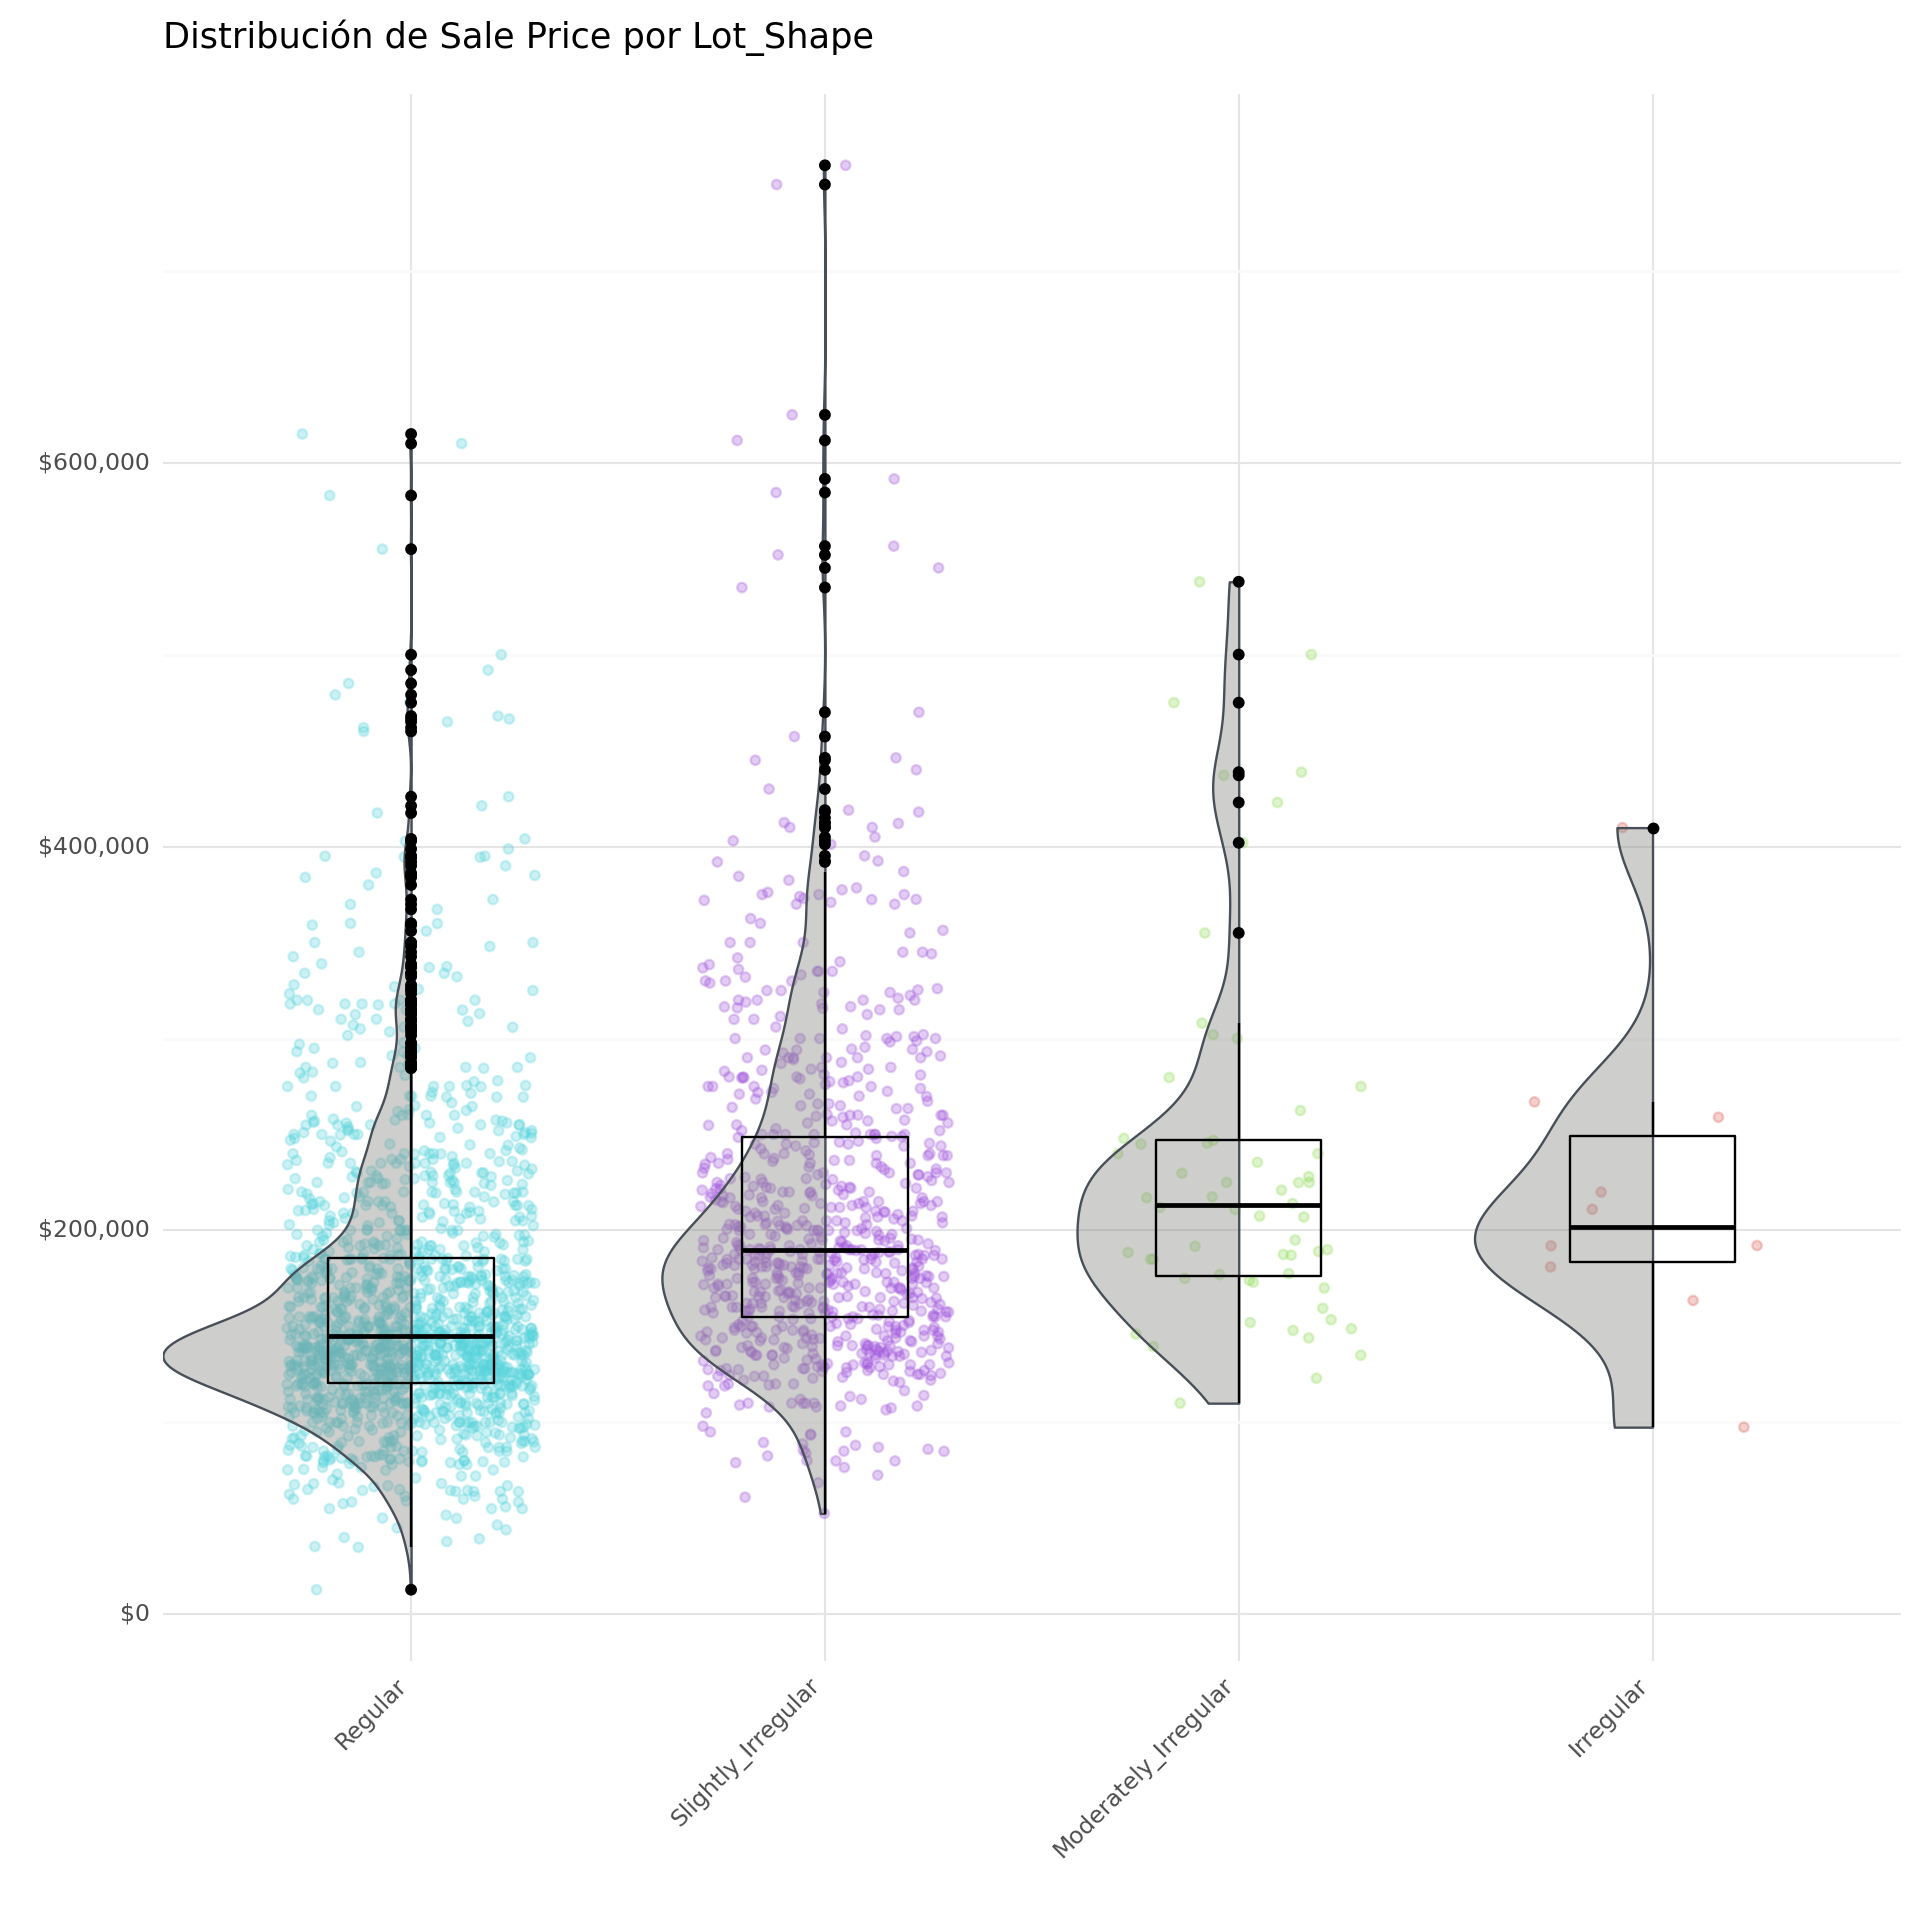 Distribución de Sale Price por Lot_Shape
$600,000
$400,000
$200,000
$0
Regular
Slightly_Irregular
Moderately_Irregular
Irregular